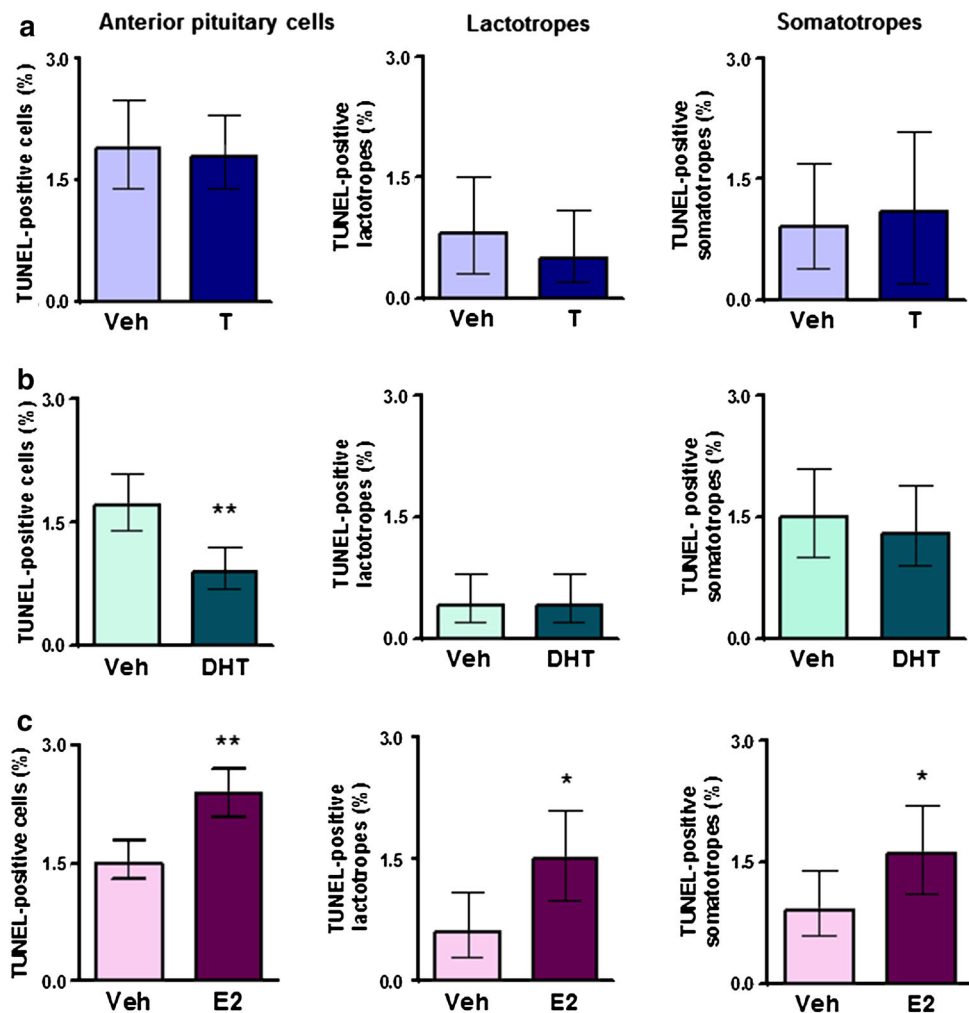 a
Anterior pituitary cells
Lactotropes
Somatotropes
TUNEL-positive cells (%)
3.0
1.5
0.0
Veh
T
TUNEL-positive
lactotropes (%)
3.0
1.5
0.0
Veh
T
TUNEL-positive
somatotropes (%)
3.0
1.5
0.0
Veh
T
b
TUNEL-positive cells (%)
3.0
1.5
0.0
**
Veh
DHT
TUNEL-positive
lactotropes (%)
3.0
1.5
0.0
Veh
DHT
TUNEL- positive
somatotropes (%)
3.0
1.5
0.0
Veh
DHT
c
TUNEL-positive cells (%)
3.0
1.5
0.0
**
Veh
E2
TUNEL-positive
lactotropes (%)
3.0
1.5
0.0
*
Veh
E2
TUNEL-positive
somatotropes (%)
3.0
1.5
0.0
*
Veh
E2